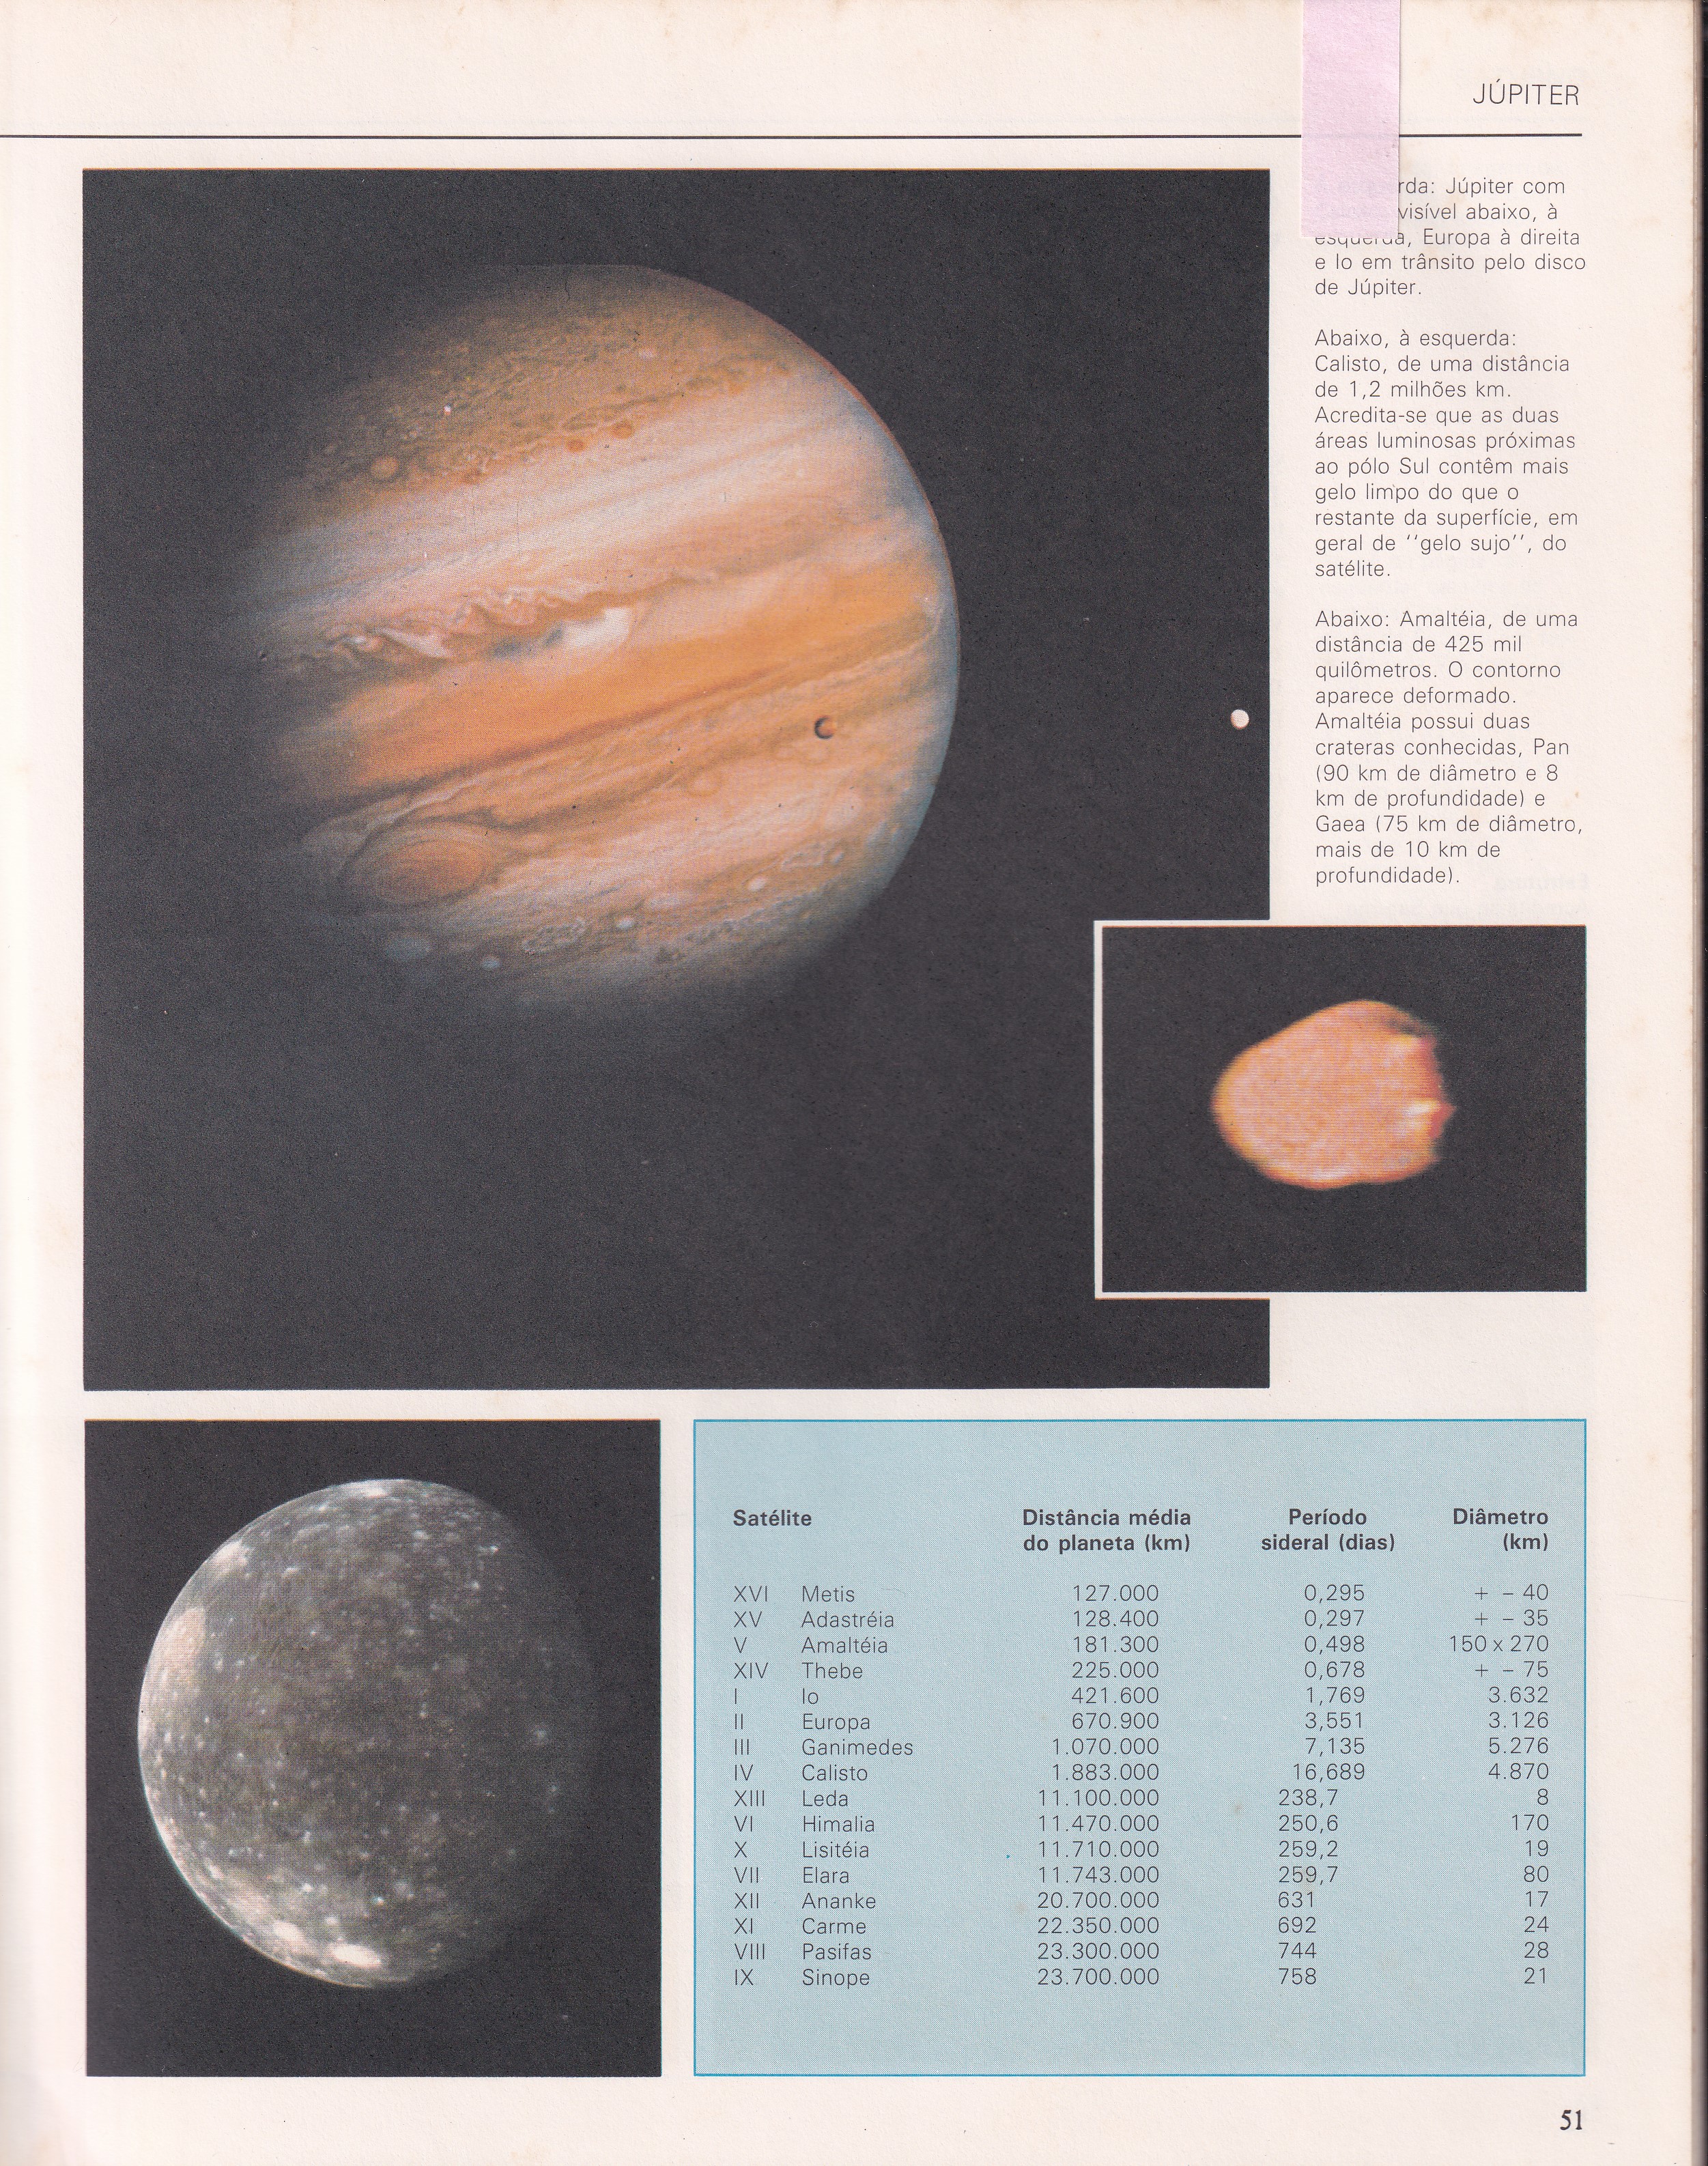 JÚPITER
rda: Júpiter com
visível abaixo, à
esquerda, Europa à direita
e Io em trânsito pelo disco
de Júpiter.
Abaixo, à esquerda:
Calisto, de uma distância
de 1,2 milhões km.
Acredita-se que as duas
áreas luminosas próximas
ao pólo Sul contêm mais
gelo limpo do que o
restante da superfície, em
geral de ‘‘gelo sujo’’, do
satélite.
Abaixo: Amaltéia, de uma
distância de 425 mil
quilômetros. O contorno
aparece deformado.
Amaltéia possui duas
crateras conhecidas, Pan
(90 km de diâmetro e 8
km de profundidade) e
Gaea (75 km de diâmetro,
mais de 10 km de
profundidade).
Satélite Distância média Período Diâmetro
do planeta (km) sideral (dias) (km)
XVI Metis 127.000 0,295 + – 40
XV Adastréia 128.400 0,297 + – 35
V Amaltéia 181.300 0,498 150 x 270
XIV Thebe 225.000 0,678 + – 75
I Io 421.600 1,769 3.632
II Europa 670.900 3,551 3.126
III Ganimedes 1.070.000 7,135 5.276
IV Calisto 1.883.000 16,689 4.870
XIII Leda 11.100.000 238,7 8
VI Himalia 11.470.000 250,6 170
X Lisitéia 11.710.000 259,2 19
VII Elara 11.743.000 259,7 80
XII Ananke 20.700.000 631 17
XI Carme 22.350.000 692 24
VIII Pasifas 23.300.000 744 28
IX Sinope 23.700.000 758 21
51